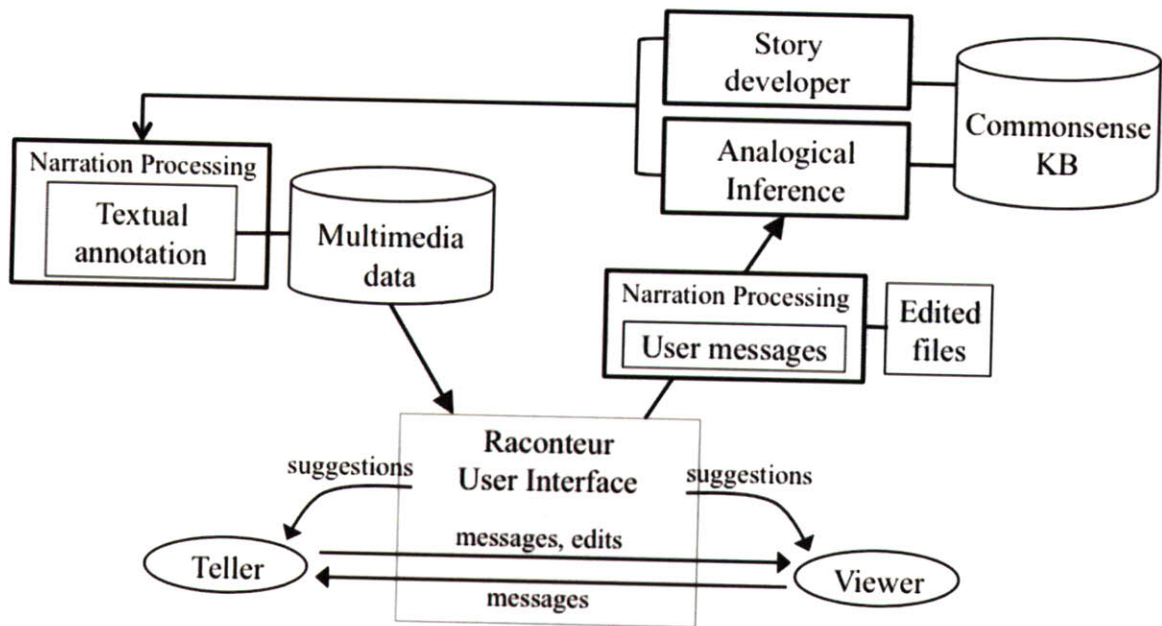 Story
developer
Commonsense
KB
Analogical
Inference
Narration Processing
Textual
annotation
Multimedia
data
Narration Processing
User messages
Edited
files
Raconteur
User Interface
suggestions
suggestions
messages, edits
Teller
Viewer
messages